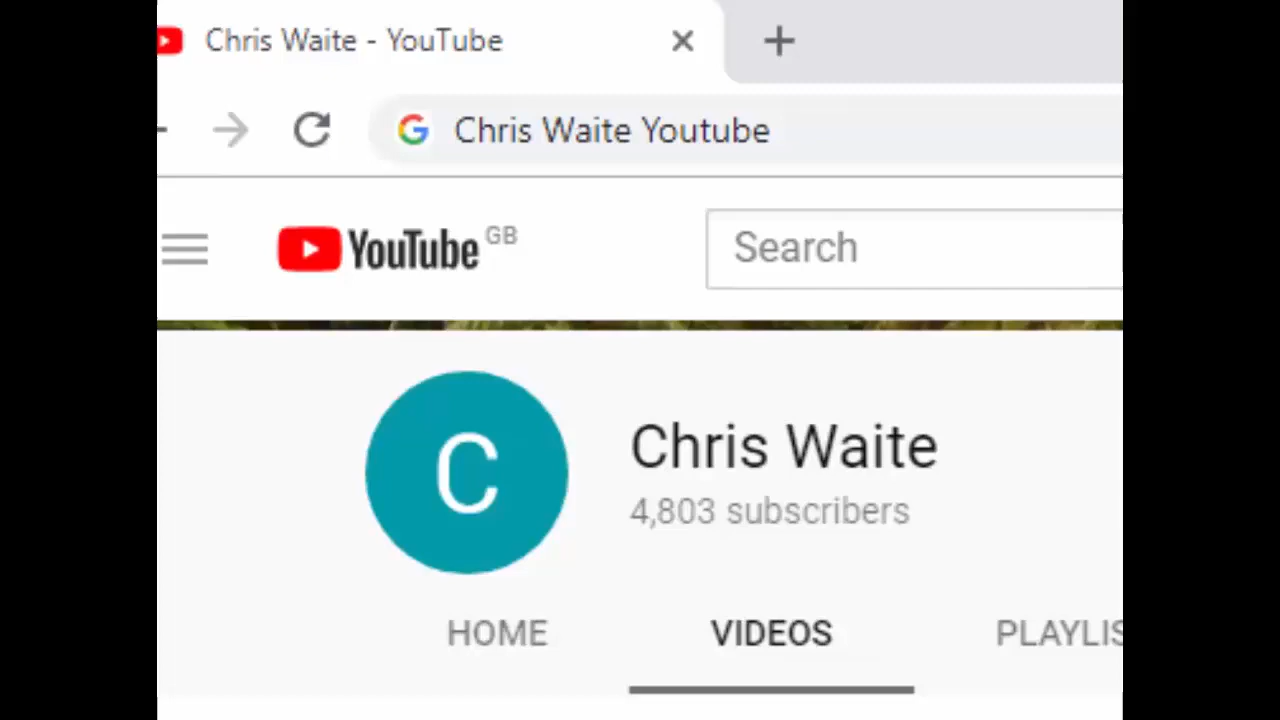 Chris Waite - YouTube
Chris Waite Youtube
YouTube GB
Search
C
Chris Waite
4,803 subscribers
HOME VIDEOS PLAYLIS